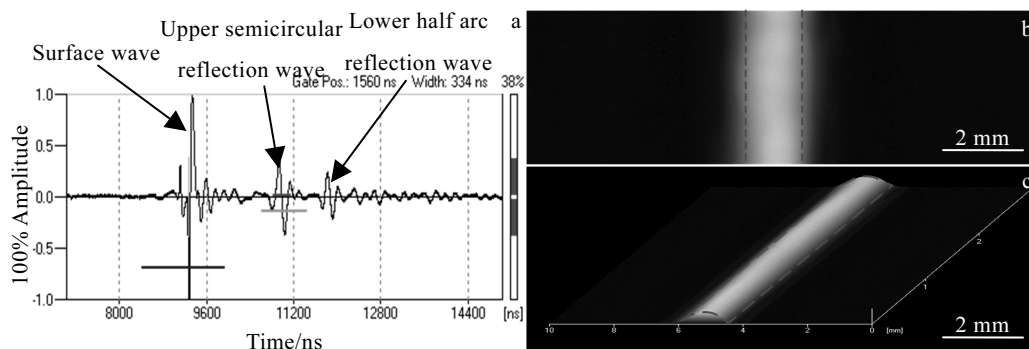 Upper semicircular
reflection wave
Lower half arc
reflection wave
Surface wave
a
Gate Pos.: 1560 ns Width: 334 ns 38%
100% Amplitude
1.0
0.5
0.0
-0.5
-1.0
8000 9600 11200 12800 14400 [ns]
Time/ns
b
2 mm
c
2
1
10 8 6 4 2 0 [mm]
2 mm